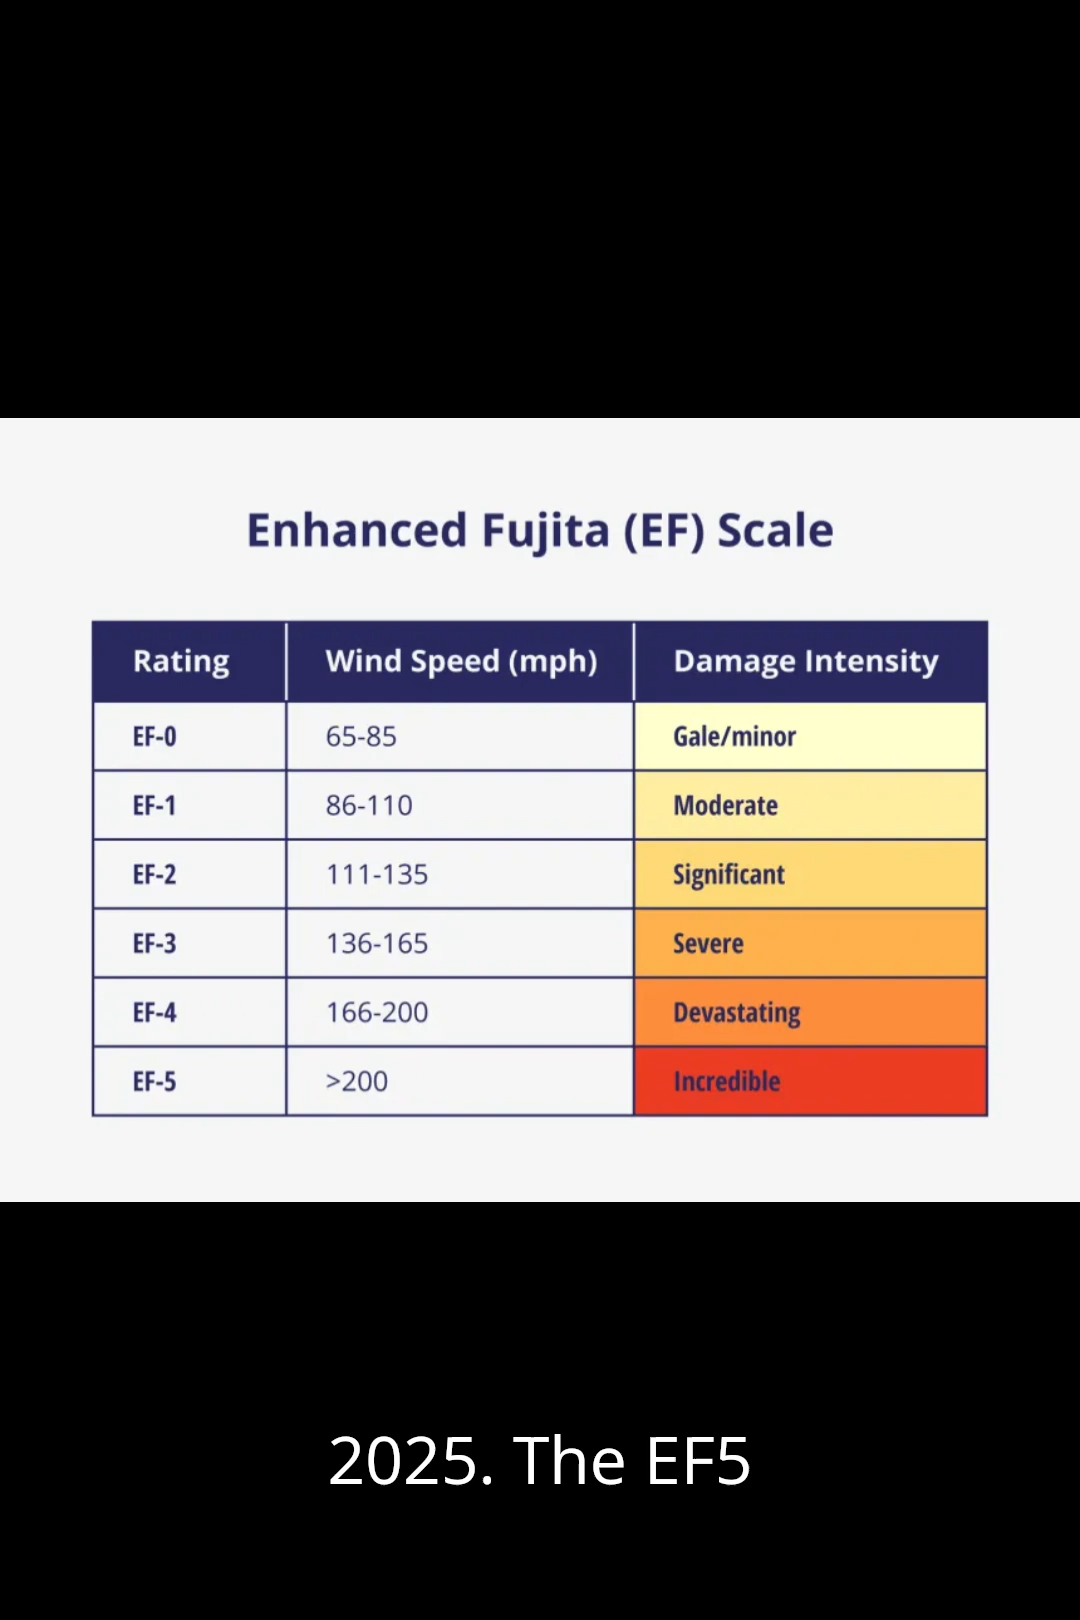 Enhanced Fujita (EF) Scale
Rating Wind Speed (mph) Damage Intensity
EF-0 65-85 Gale/minor
EF-1 86-110 Moderate
EF-2 111-135 Significant
EF-3 136-165 Severe
EF-4 166-200 Devastating
EF-5 >200 Incredible
2025. The EF5